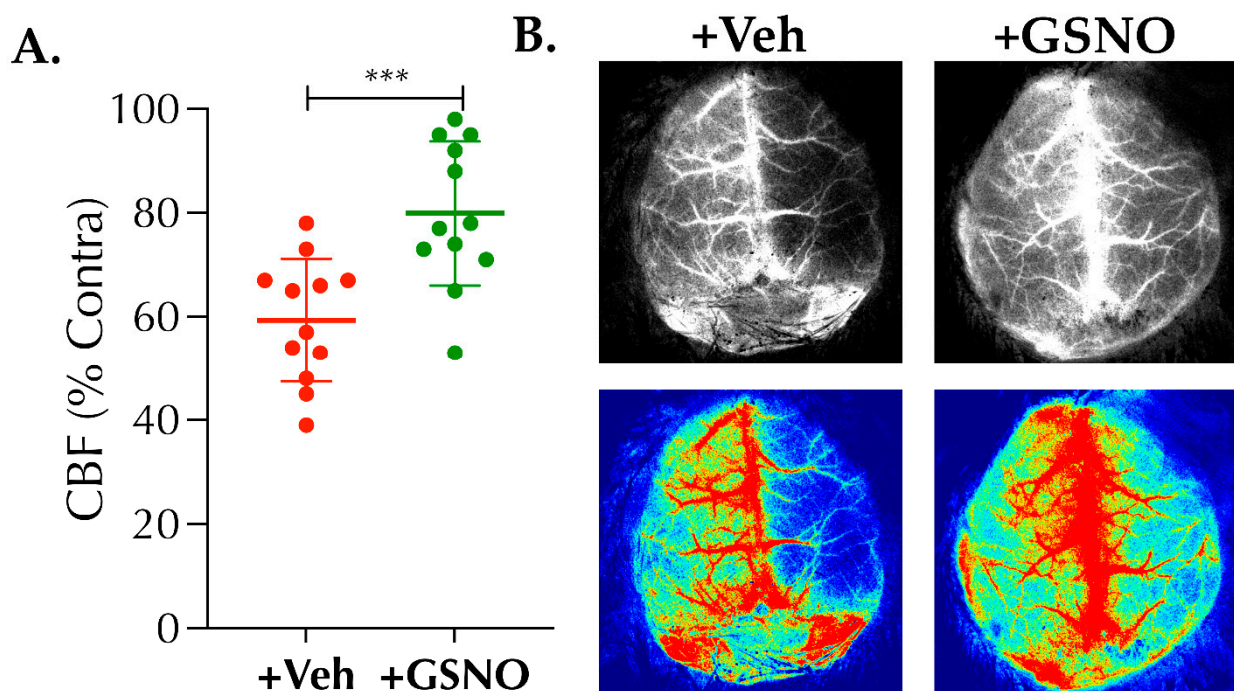 A.
***
CBF (% Contra)
100
80
60
40
20
0
+Veh
+GSNO
B.
+Veh
+GSNO